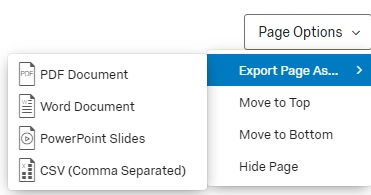 Page Options
Export Page As...
Move to Top
Move to Bottom
Hide Page
PDF
PDF Document
Word Document
PowerPoint Slides
CSV (Comma Separated)